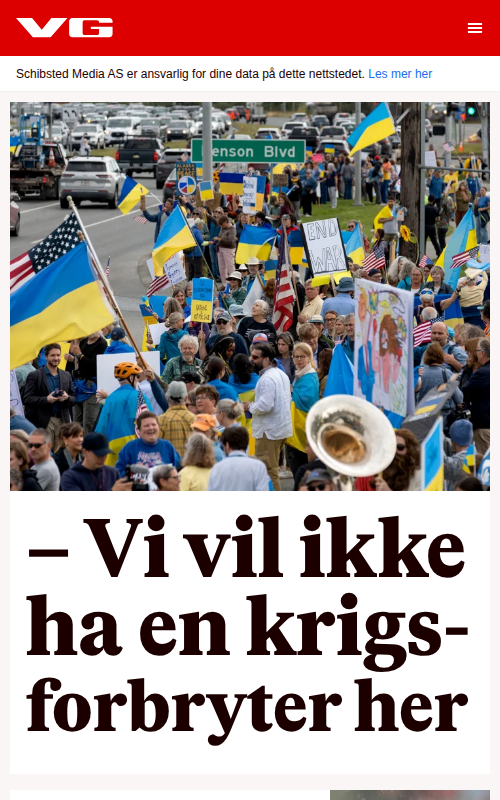 VG
Schibsted Media AS er ansvarlig for dine data på dette nettstedet. Les mer her
enson Blvd
END
WAR
– Vi vil ikke
ha en krigs-
forbryter her